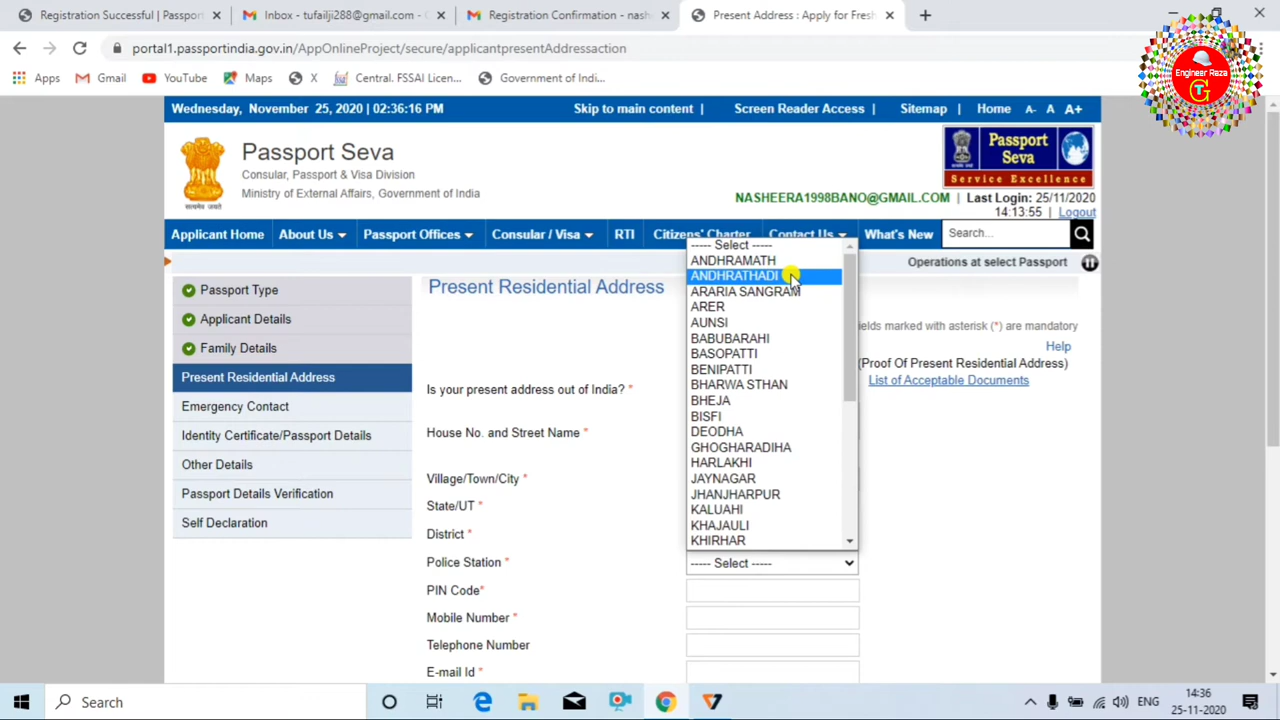 Registration Successful | Passport
Inbox - tufailji288@gmail.com -
Registration Confirmation - nash
Present Address : Apply for Fresh
portal1.passportindia.gov.in/AppOnlineProject/secure/applicantpresentAddressaction
Apps
Gmail
YouTube
Maps
X
Central. FSSAI Licen...
Government of Indi...
Engineer Raza
T G
Wednesday, November 25, 2020 | 02:36:16 PM
Skip to main content |
Screen Reader Access |
Sitemap |
Home
A-
A
A+
Passport Seva
Consular, Passport & Visa Division
Ministry of External Affairs, Government of India
Passport
Seva
Service Excellence
NASHEERA1998BANO@GMAIL.COM | Last Login: 25/11/2020
14:13:55 | Logout
Applicant Home
About Us
Passport Offices
Consular / Visa
RTI
Citizens' Charter
Contact Us
What's New
Search...
Operations at select Passport
Passport Type
Applicant Details
Family Details
Present Residential Address
Emergency Contact
Identity Certificate/Passport Details
Other Details
Passport Details Verification
Self Declaration
Present Residential Address
ields marked with asterisk (*) are mandatory
Help
(Proof Of Present Residential Address)
List of Acceptable Documents
Is your present address out of India? *
House No. and Street Name *
Village/Town/City *
State/UT *
District *
Police Station *
PIN Code*
Mobile Number *
Telephone Number
E-mail Id *
----- Select -----
ANDHRAMATH
ANDHRATHADI
ARARIA SANGRAM
ARER
AUNSI
BABUBARAHI
BASOPATTI
BENIPATTI
BHARWA STHAN
BHEJA
BISFI
DEODHA
GHOGHARADIHA
HARLAKHI
JAYNAGAR
JHANJHARPUR
KALUAHI
KHAJAULI
KHIRHAR
----- Select -----
Search
ENG
14:36
25-11-2020